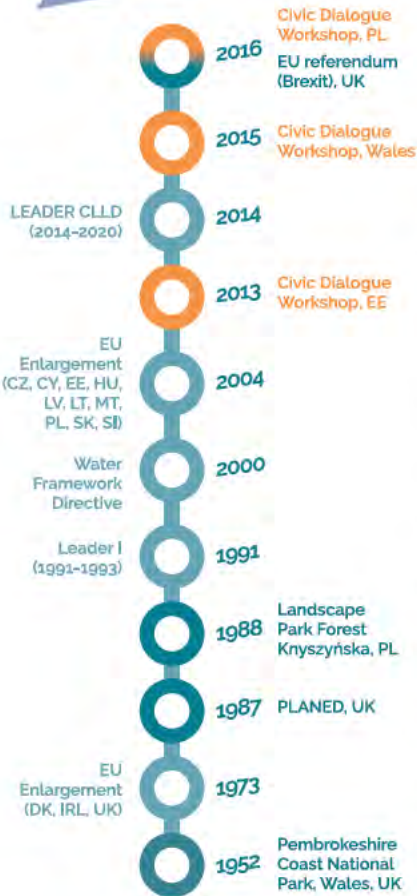 Civic Dialogue
Workshop, PL
2016
EU referendum
(Brexit), UK
2015
Civic Dialogue
Workshop, Wales
LEADER CLLD
(2014-2020)
2014
2013
Civic Dialogue
Workshop, EE
EU
Enlargement
(CZ, CY, EE, HU,
LV, LT, MT,
PL, SK, SI)
2004
Water
Framework
Directive
2000
Leader I
(1991-1993)
1991
1988
Landscape
Park Forest
Knyszyńska, PL
1987
PLANED, UK
EU
Enlargement
(DK, IRL, UK)
1973
1952
Pembrokeshire
Coast National
Park, Wales, UK